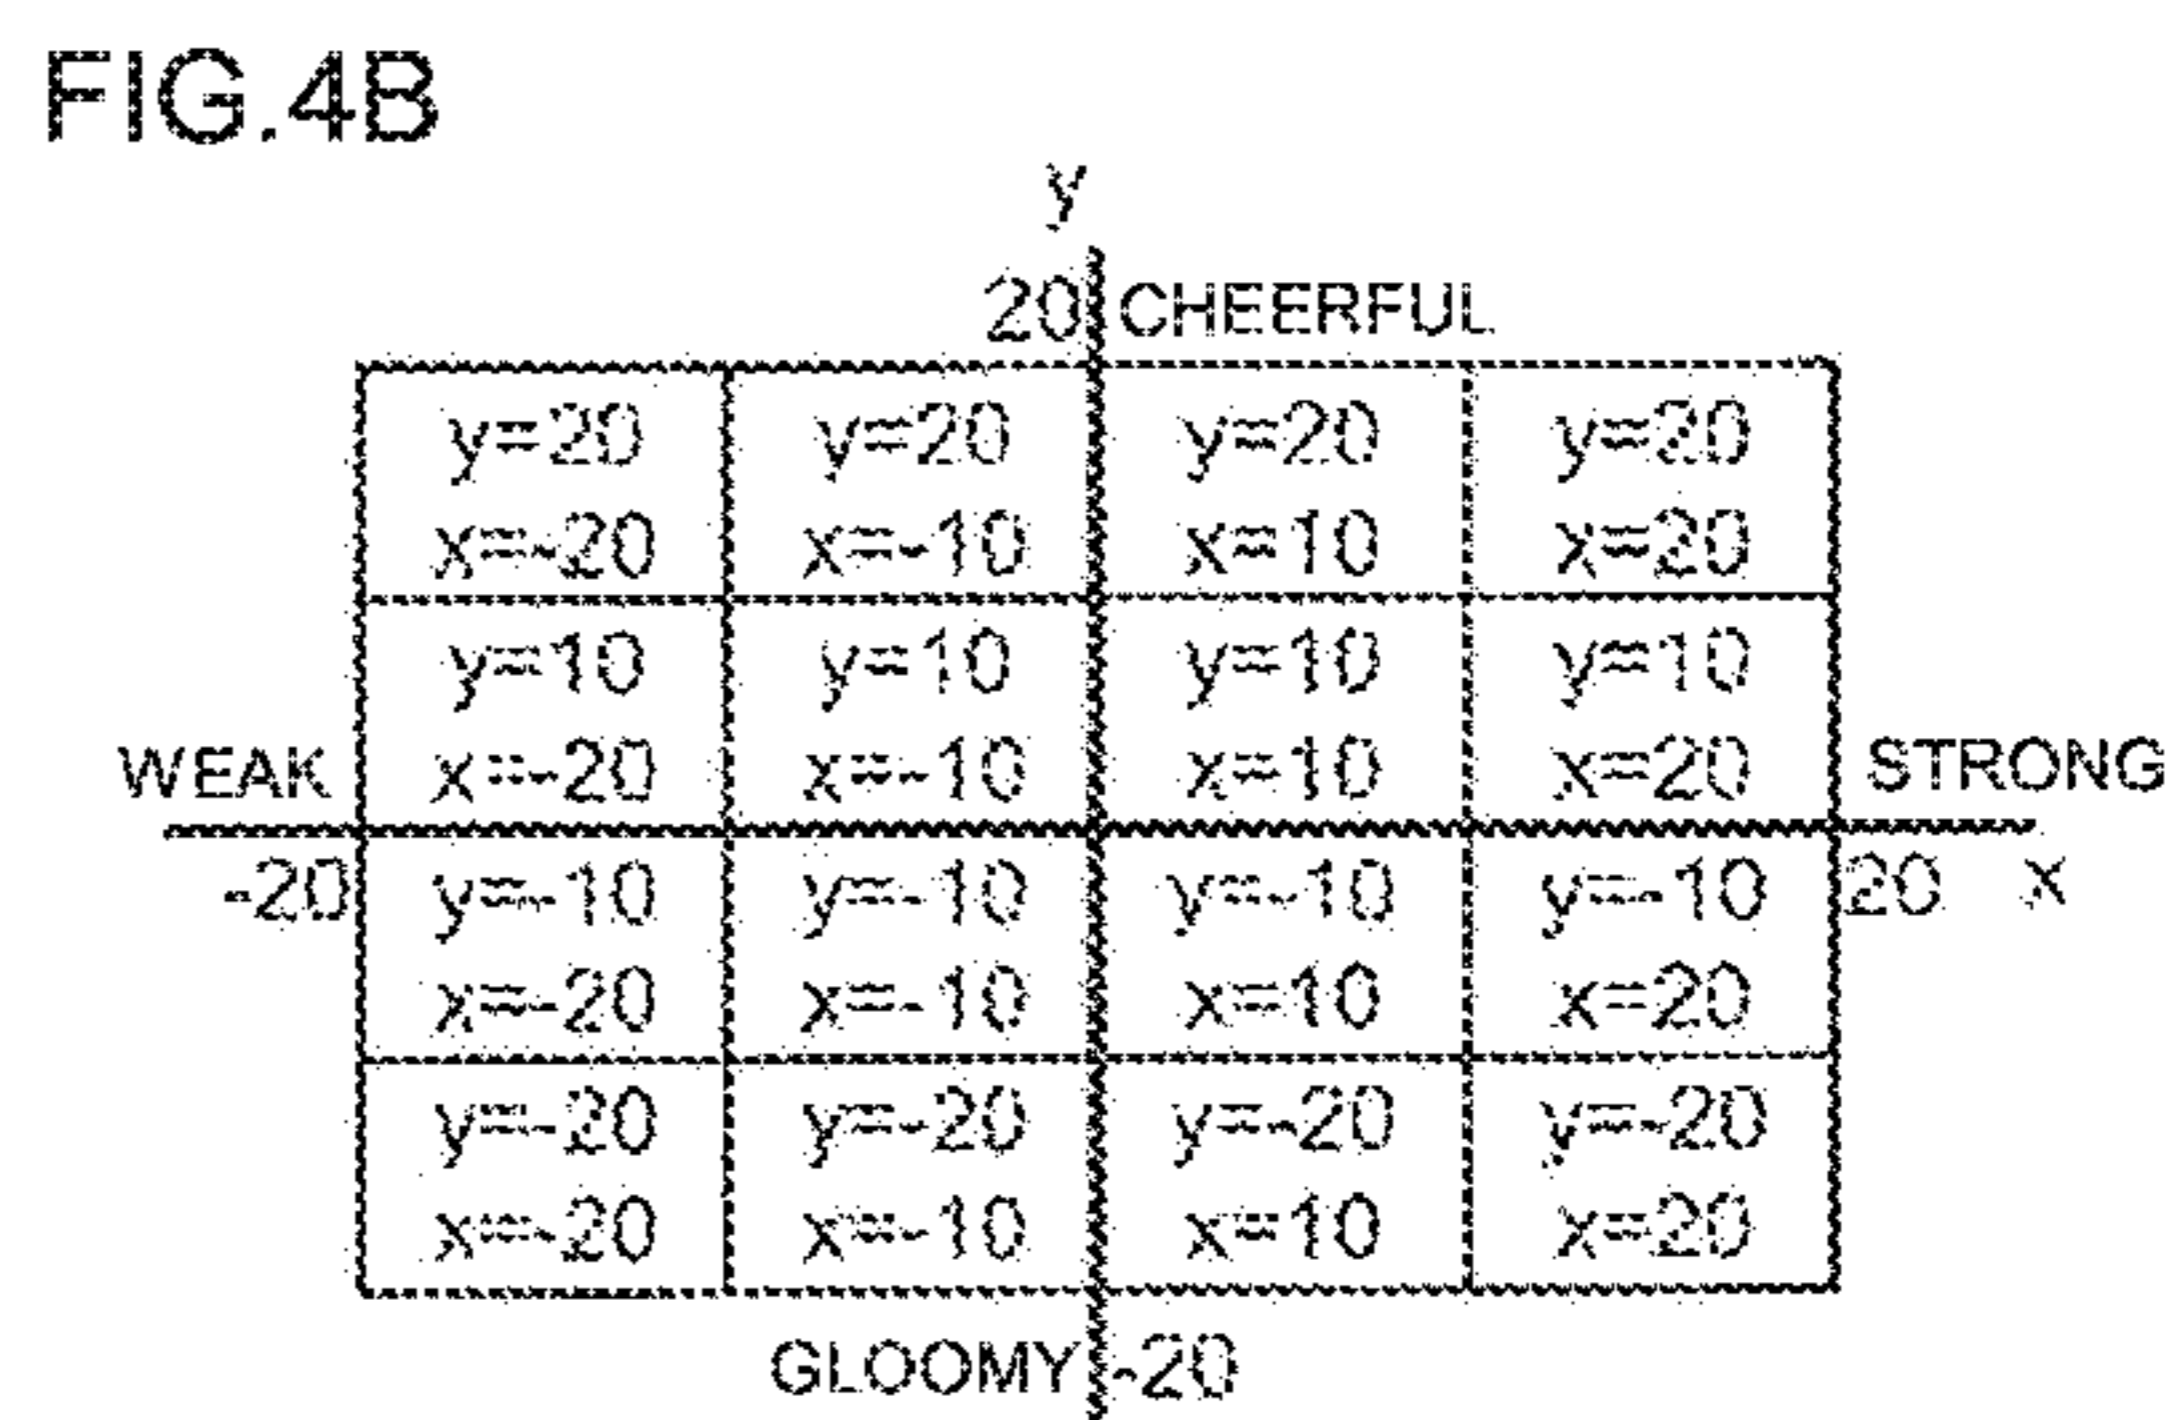 FIG.4B
y
20 CHEERFUL
y=20 y=20 y=20 y=20
x=-20 x=-10 x=10 x=20
y=10 y=10 y=10 y=10
WEAK x=-20 x=-10 x=10 x=20 STRONG
-20 y=-10 y=-10 y=-10 y=-10 20 x
x=-20 x=-10 x=10 x=20
y=-20 y=-20 y=-20 y=-20
x=-20 x=-10 x=10 x=20
GLOOMY -20